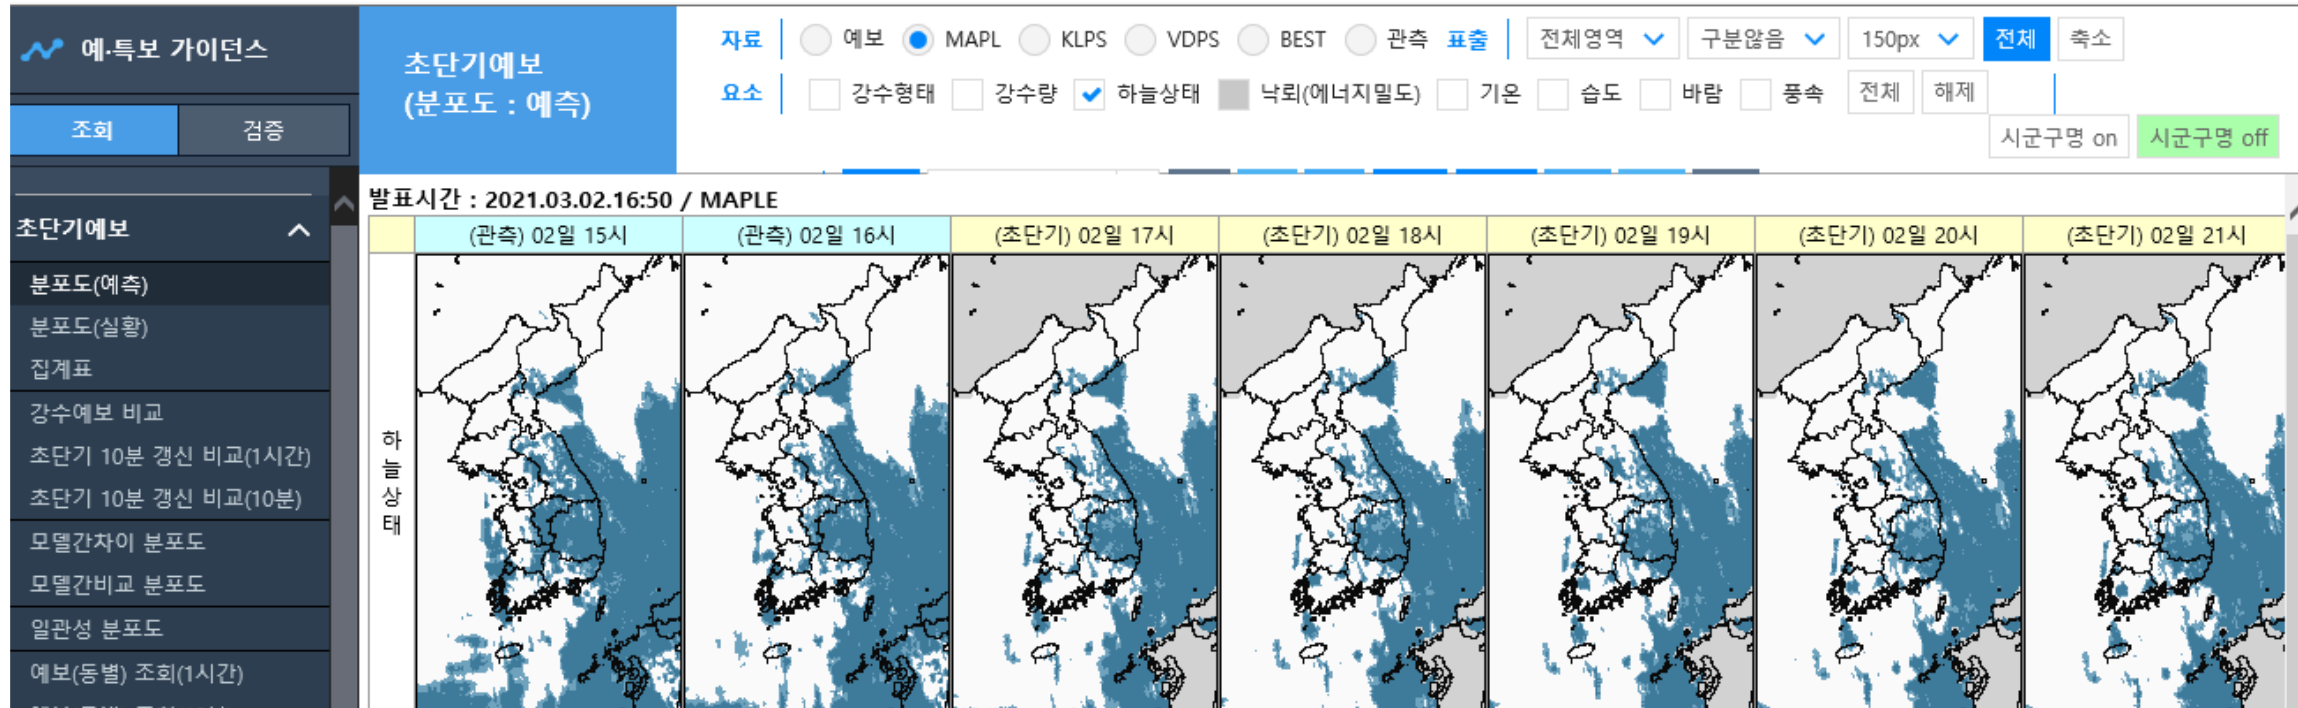 예·특보 가이던스
조회
검증
초단기예보
분포도(예측)
분포도(실황)
집계표
강수예보 비교
초단기 10분 갱신 비교(1시간)
초단기 10분 갱신 비교(10분)
모델간차이 분포도
모델간비교 분포도
일관성 분포도
예보(동별) 조회(1시간)
초단기예보
(분포도 : 예측)
자료 예보 MAPL KLPS VDPS BEST 관측 표출 전체영역 구분않음 150px 전체 축소
요소 강수형태 강수량 하늘상태 낙뢰(에너지밀도) 기온 습도 바람 풍속 전체 해제
시군구명 on 시군구명 off
발표시간 : 2021.03.02.16:50 / MAPLE
(관측) 02일 15시 (관측) 02일 16시 (초단기) 02일 17시 (초단기) 02일 18시 (초단기) 02일 19시 (초단기) 02일 20시 (초단기) 02일 21시
하
늘
상
태